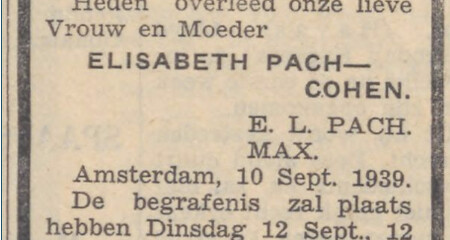 Heden overleed onze lieve
Vrouw en Moeder
ELISABETH PACH—
COHEN.
E. L. PACH.
MAX.
Amsterdam, 10 Sept. 1939.
De begrafenis zal plaats
hebben Dinsdag 12 Sept., 12